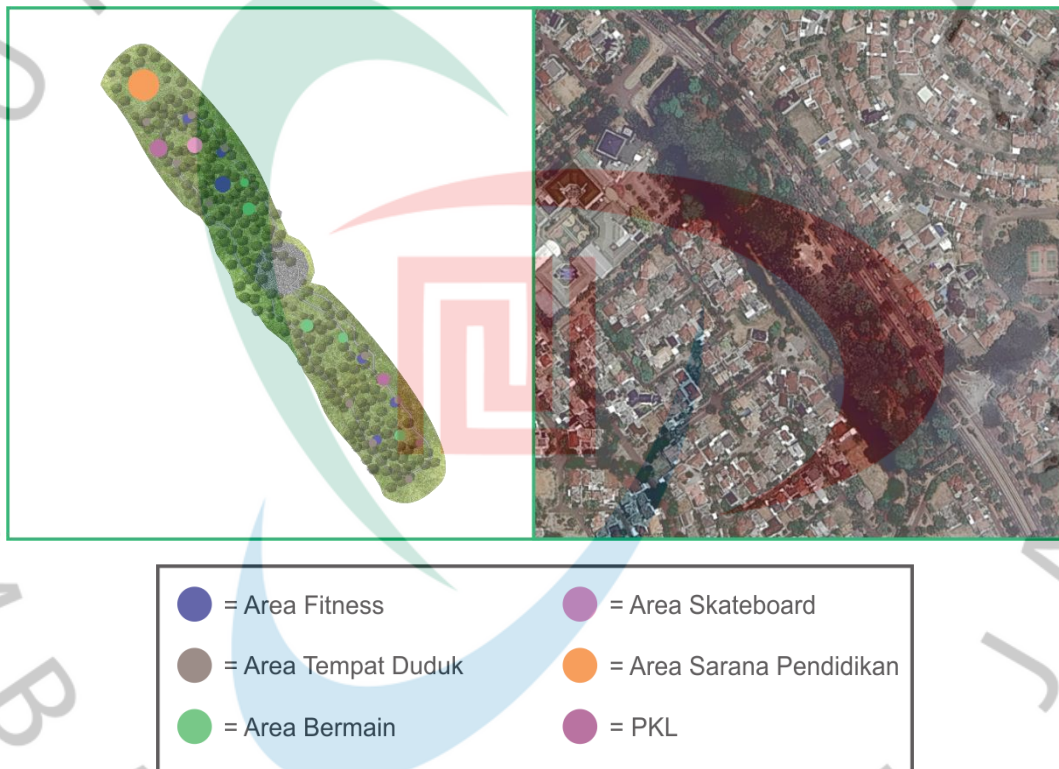 = Area Fitness
= Area Skateboard
= Area Tempat Duduk
= Area Sarana Pendidikan
= Area Bermain
= PKL